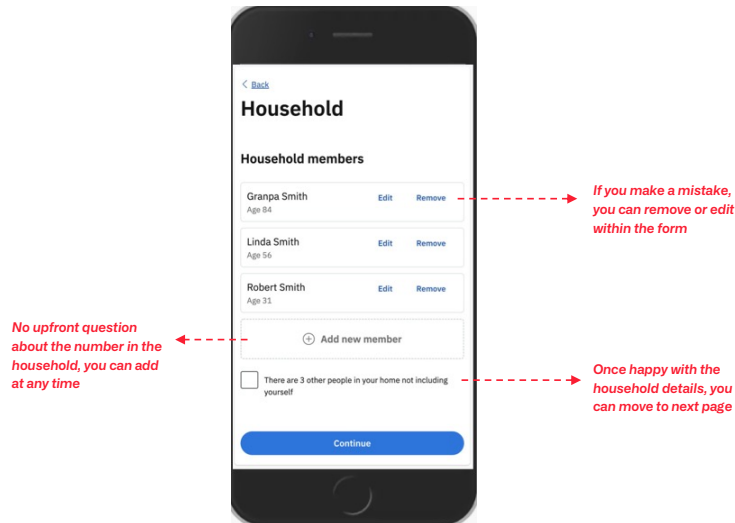 < Back
Household
Household members
Granpa Smith
Edit
Remove
Age 84
Linda Smith
Edit
Remove
Age 56
Robert Smith
Edit
Remove
Age 31
Add new member
There are 3 other people in your home not including
yourself
Continue
If you make a mistake,
you can remove or edit
within the form
No upfront question
about the number in the
household, you can add
at any time
Once happy with the
household details, you
can move to next page